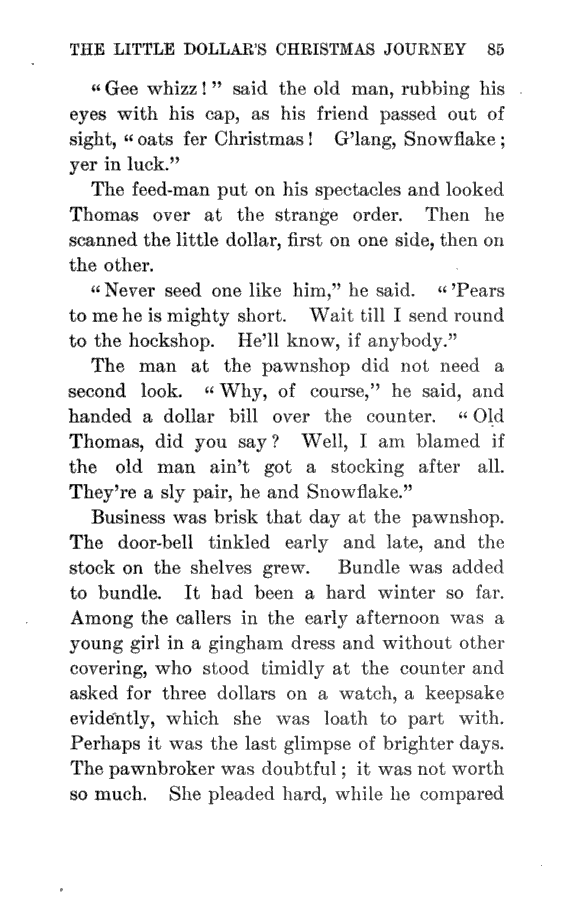 THE LITTLE DOLLAR'S CHRISTMAS JOURNEY 85
“Gee whizz!” said the old man, rubbing his
eyes with his cap, as his friend passed out of
sight, “oats fer Christmas! G'lang, Snowflake;
yer in luck.”
The feed-man put on his spectacles and looked
Thomas over at the strange order. Then he
scanned the little dollar, first on one side, then on
the other.
“Never seed one like him,” he said. “'Pears
to me he is mighty short. Wait till I send round
to the hockshop. He'll know, if anybody.”
The man at the pawnshop did not need a
second look. “Why, of course,” he said, and
handed a dollar bill over the counter. “Old
Thomas, did you say? Well, I am blamed if
the old man ain't got a stocking after all.
They're a sly pair, he and Snowflake.”
Business was brisk that day at the pawnshop.
The door-bell tinkled early and late, and the
stock on the shelves grew. Bundle was added
to bundle. It had been a hard winter so far.
Among the callers in the early afternoon was a
young girl in a gingham dress and without other
covering, who stood timidly at the counter and
asked for three dollars on a watch, a keepsake
evidently, which she was loath to part with.
Perhaps it was the last glimpse of brighter days.
The pawnbroker was doubtful; it was not worth
so much. She pleaded hard, while he compared